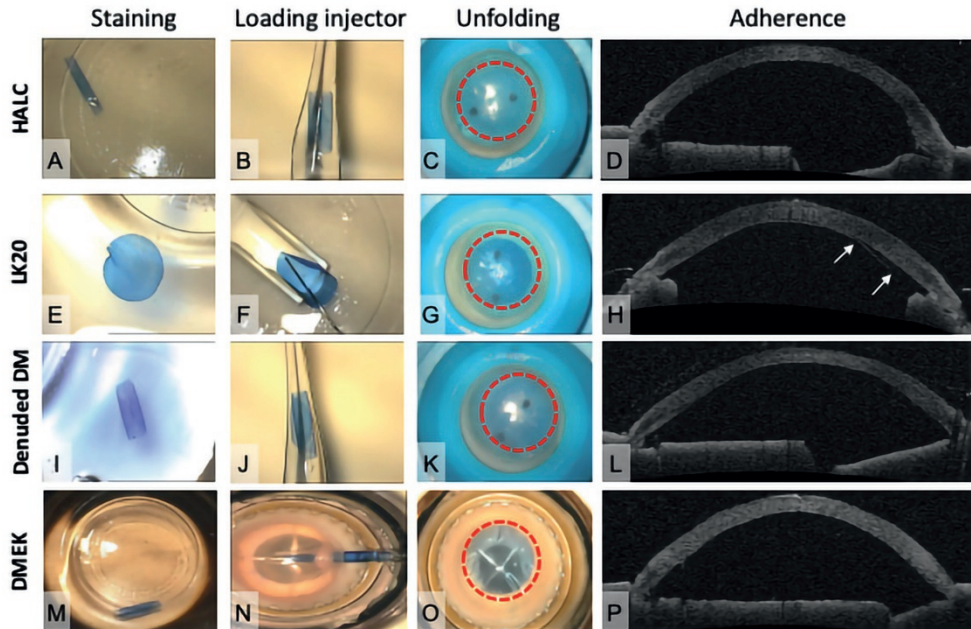 Staining Loading injector Unfolding Adherence
HALC
A B C D
LK20
E F G H
Denuded DM
I J K L
DMEK
M N O P